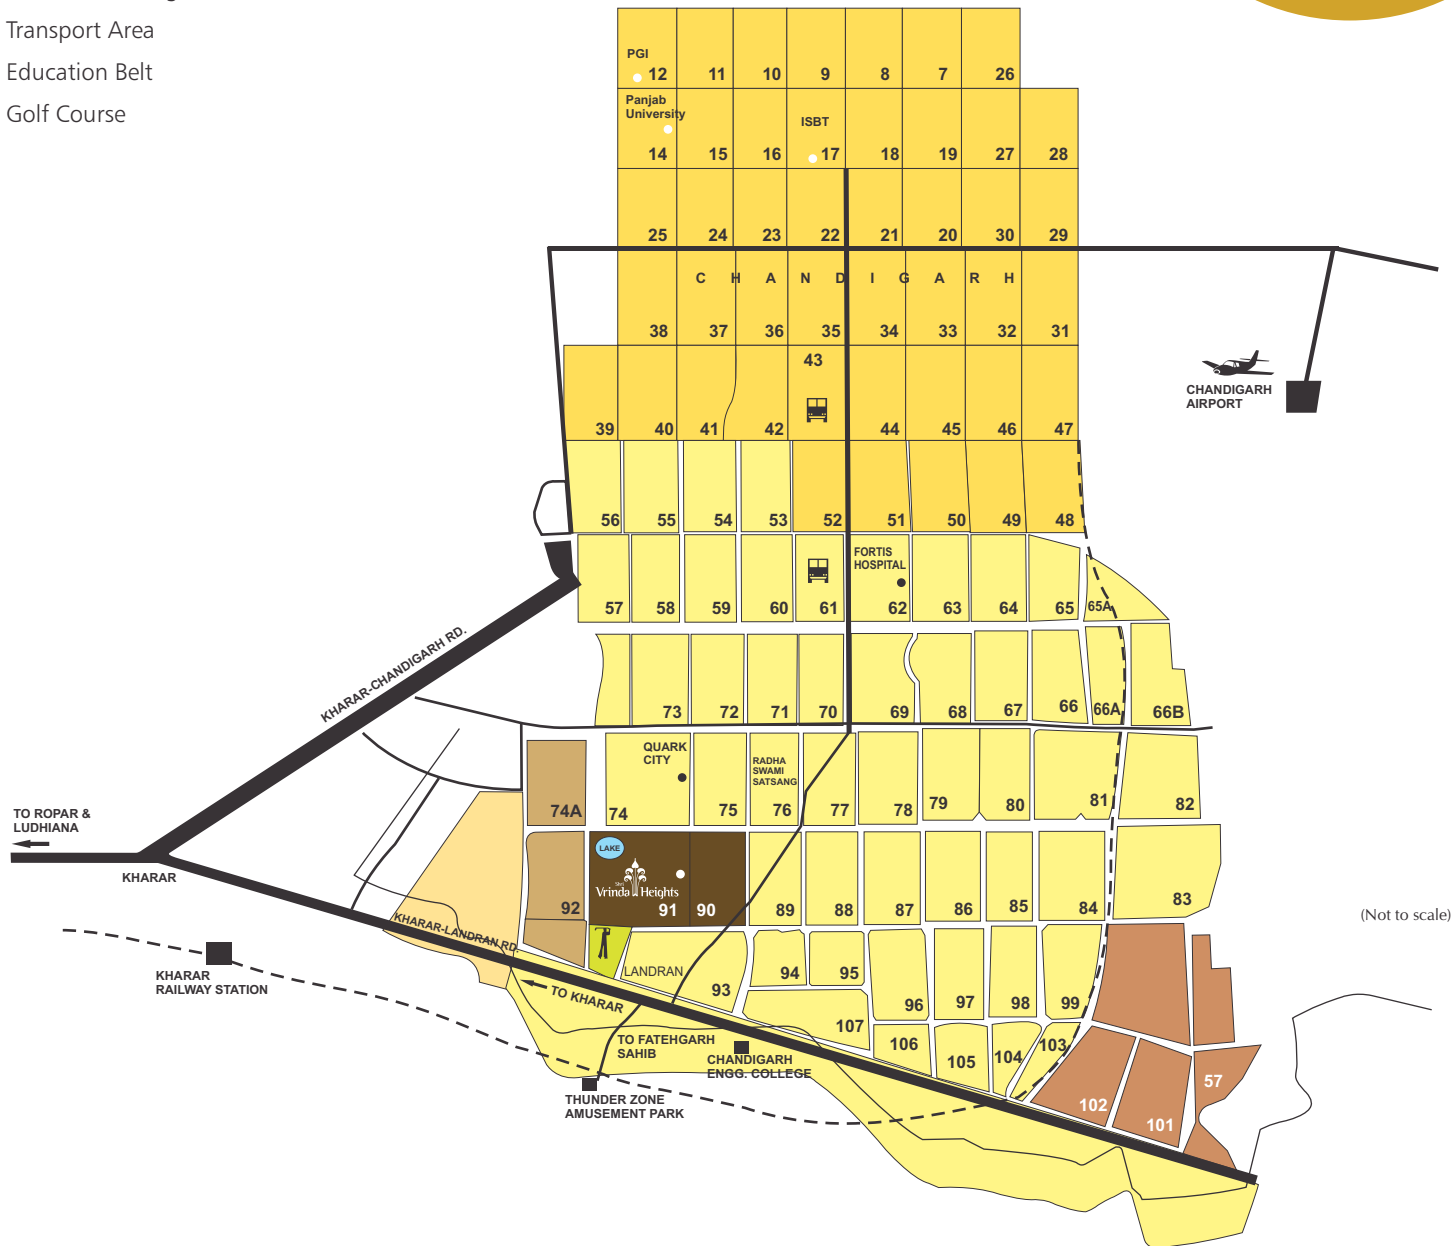 Transport Area
Education Belt
Golf Course
PGI
12 11 10 9 8 7 26
Panjab
University
ISBT
14 15 16 17 18 19 27 28
25 24 23 22 21 20 30 29
C H A N D I G A R H
38 37 36 35 34 33 32 31
43
CHANDIGARH
AIRPORT
39 40 41 42 44 45 46 47
56 55 54 53 52 51 50 49 48
FORTIS
HOSPITAL
57 58 59 60 61 62 63 64 65 65A
KHARAR-CHANDIGARH RD.
73 72 71 70 69 68 67 66 66A 66B
QUARK
CITY
RADHA
SWAMI
SATSANG
74A 74 75 76 77 78 79 80 81 82
TO ROPAR &
LUDHIANA
KHARAR
LAKE
Vrinda Heights
92 91 90 89 88 87 86 85 84 83
(Not to scale)
KHARAR-LANDRAN RD.
LANDRAN
93 94 95 96 97 98 99
KHARAR
RAILWAY STATION
TO KHARAR
107 106 105 104 103
TO FATEHGARH
SAHIB
CHANDIGARH
ENGG. COLLEGE
THUNDER ZONE
AMUSEMENT PARK
102 101 57